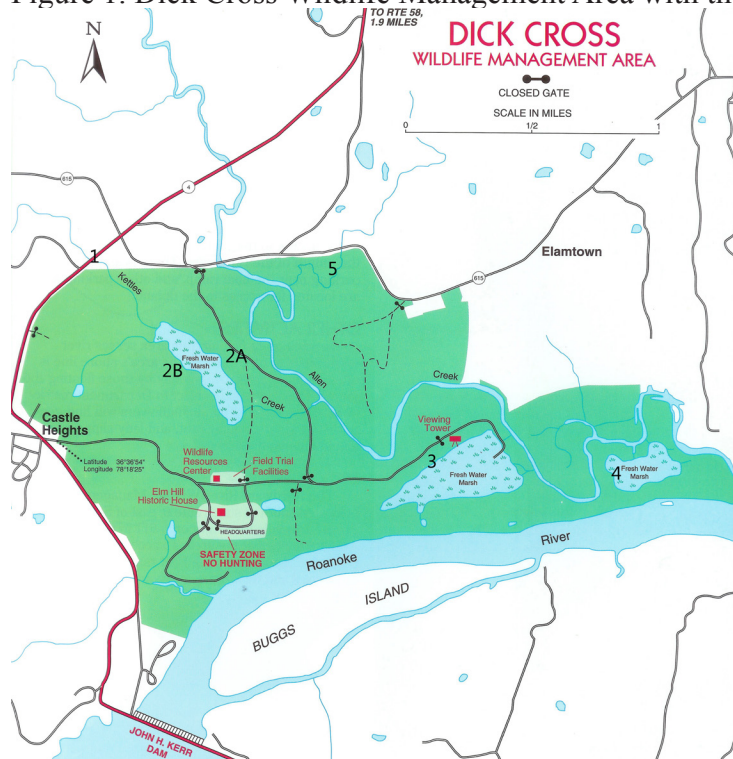 Figure 1. Dick Cross Wildlife Management Area with th
TO RTE 58,
1.9 MILES
N
DICK CROSS
WILDLIFE MANAGEMENT AREA
CLOSED GATE
SCALE IN MILES
0 1/2 1
616
4
1
5
Elamtown
615
Kettles
2A
Fresh Water
Marsh
2B
Allen
Creek
Creek
Castle
Heights
Latitude 36°36'54"
Longitude 78°18'25"
Viewing
Tower
Wildlife
Resources
Center
Field Trial
Facilities
3
Fresh Water
Marsh
4
Fresh Water
Marsh
Elm Hill
Historic House
HEADQUARTERS
SAFETY ZONE
NO HUNTING
Roanoke
River
BUGGS
ISLAND
JOHN H. KERR
DAM